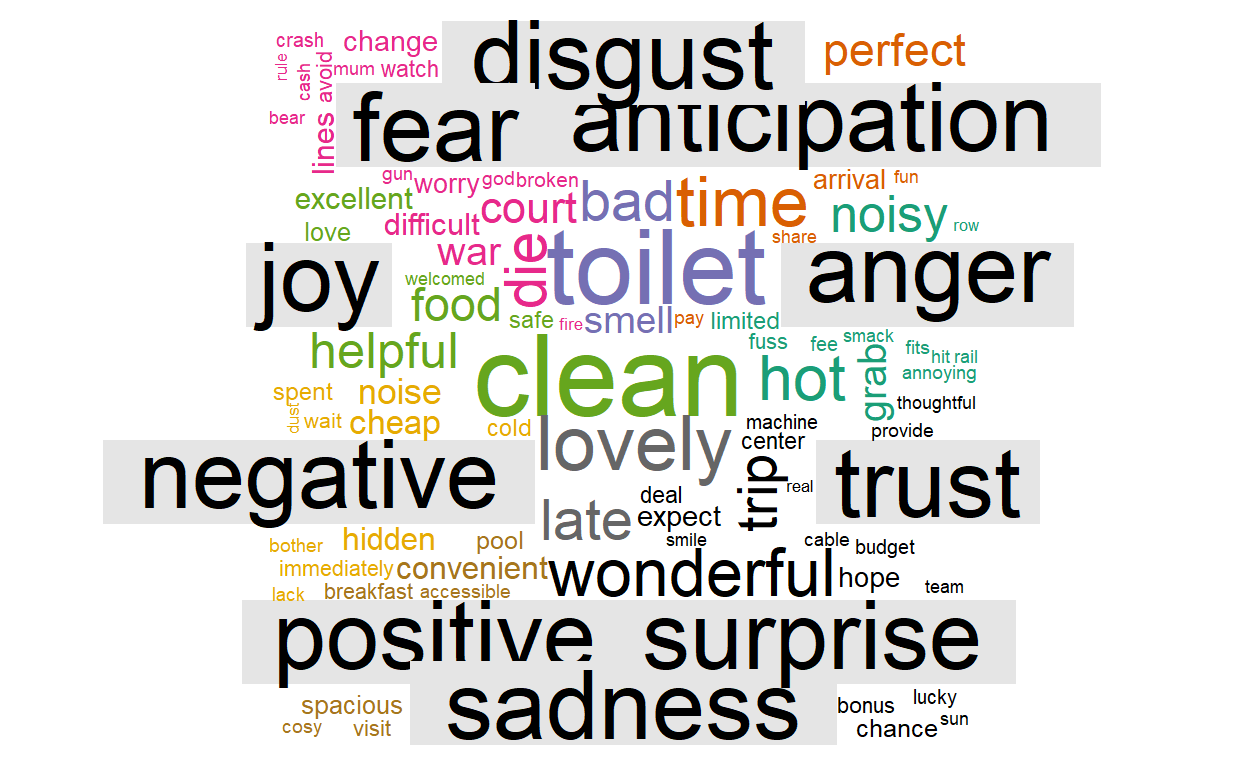 disgust
crash change perfect
rule mum watch
cash avoid
fear anticipation
bear lines
gun worry god broken arrival fun
excellent bad time
difficult court noisy
love share row
war die toilet
joy anger
welcomed
food safe fire smell pay limited
helpful fuss fee smack fits hit rail
clean hot grab annoying
spent noise thoughtful
dust wait cheap cold machine
lovely center provide
negative trip trust
deal real
late expect
bother hidden pool smile cable budget
immediately convenient wonderful hope team
lack breakfast accessible
positive surprise
spacious sadness bonus lucky
cosy visit chance sun